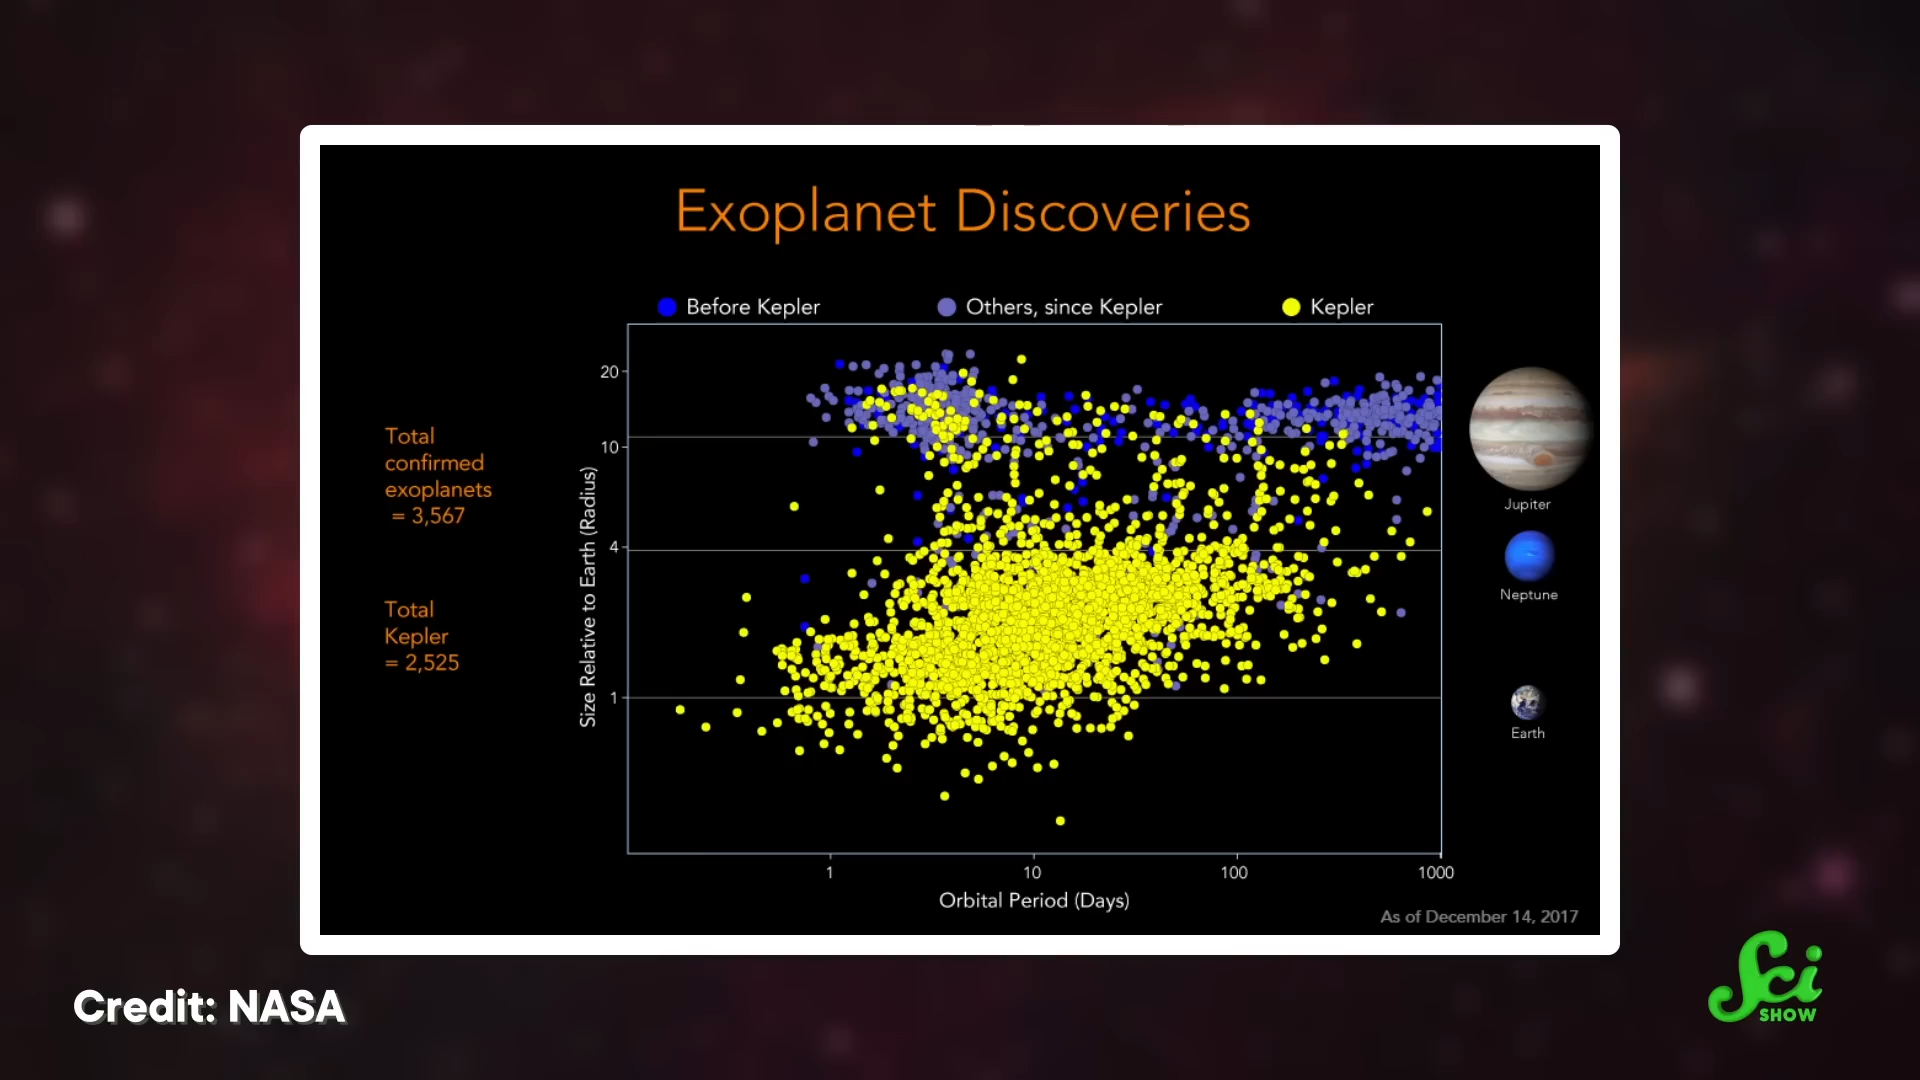 Exoplanet Discoveries
Before Kepler
Others, since Kepler
Kepler
Total
confirmed
exoplanets
= 3,567
Total
Kepler
= 2,525
Size Relative to Earth (Radius)
20
10
4
1
1
10
100
1000
Orbital Period (Days)
Jupiter
Neptune
Earth
As of December 14, 2017
Credit: NASA
Sci
SHOW